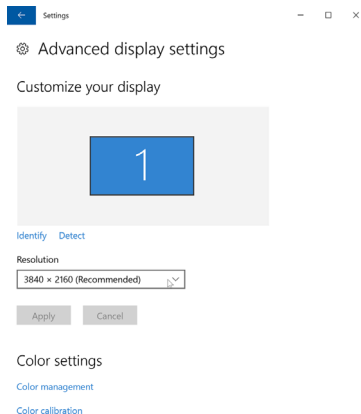 Settings
Advanced display settings
Customize your display
1
Identify Detect
Resolution
3840 × 2160 (Recommended)
Apply Cancel
Color settings
Color management
Color calibration